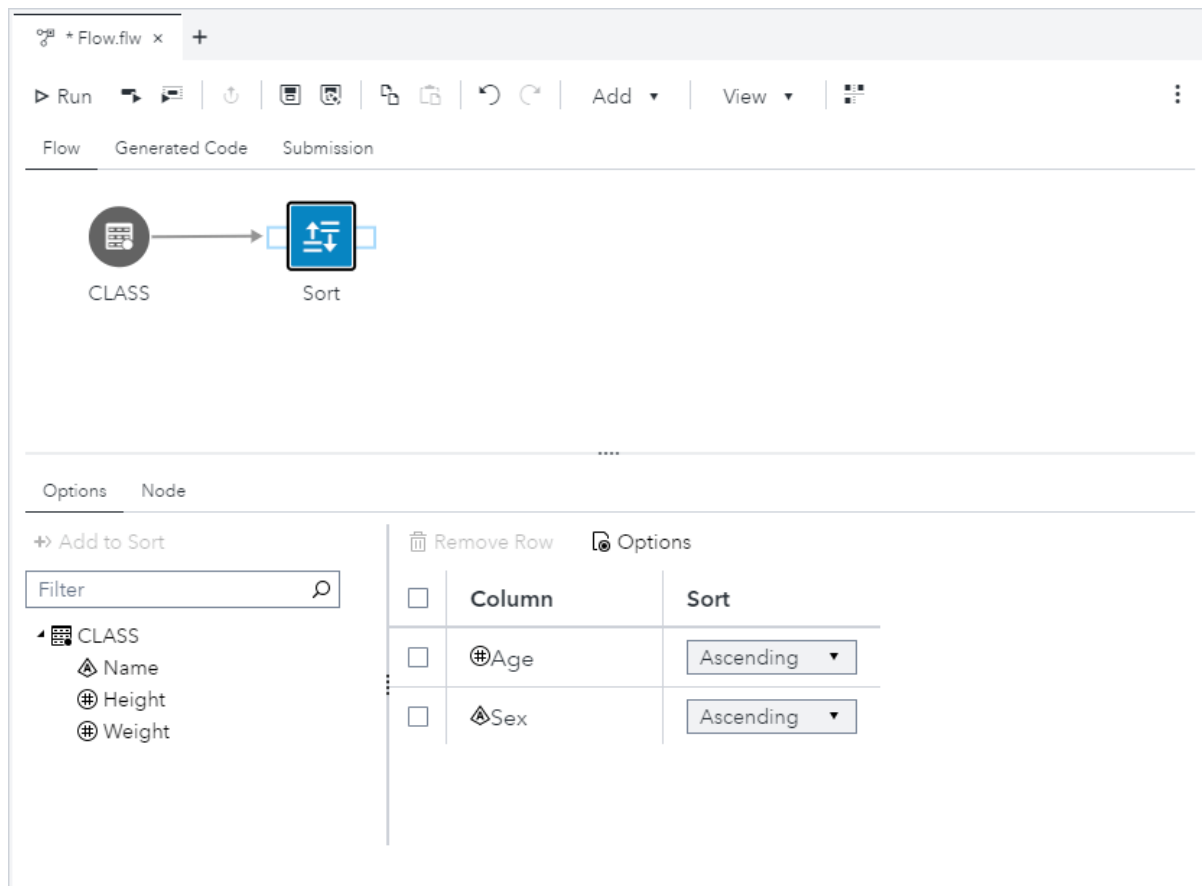 * Flow.flw × +
Run Add View
Flow Generated Code Submission
CLASS Sort
Options Node
Add to Sort
Filter
CLASS
Name
Height
Weight
Remove Row Options
Column Sort
Age Ascending
Sex Ascending